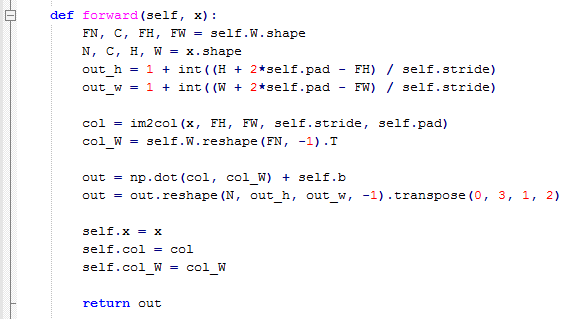 def forward(self, x):
    FN, C, FH, FW = self.W.shape
    N, C, H, W = x.shape
    out_h = 1 + int((H + 2*self.pad - FH) / self.stride)
    out_w = 1 + int((W + 2*self.pad - FW) / self.stride)

    col = im2col(x, FH, FW, self.stride, self.pad)
    col_W = self.W.reshape(FN, -1).T

    out = np.dot(col, col_W) + self.b
    out = out.reshape(N, out_h, out_w, -1).transpose(0, 3, 1, 2)

    self.x = x
    self.col = col
    self.col_W = col_W

    return out